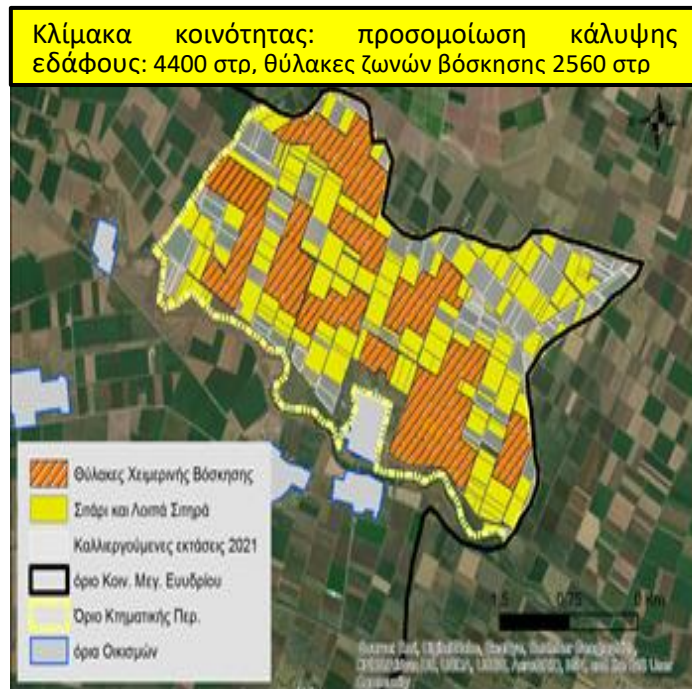 Κλίμακα κοινότητας: προσομοίωση κάλυψης
εδάφους: 4400 στρ, θύλακες ζωνών βόσκησης 2560 στρ
Θύλακες Χειμερινής Βόσκησης
Σιτάρι και Λοιπά Σιτηρά
Καλλιεργούμενες εκτάσεις 2021
όριο Κοιν. Μεγ. Ευυδρίου
Όριο Κτηματικής Περ.
όρια Οικισμών
1.5 0.75 0 Km
Community